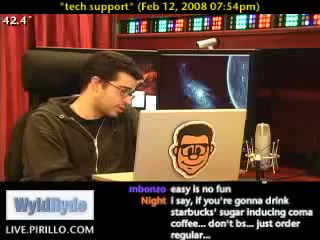 *tech support* (Feb 12, 2008 07:54pm)
42.4°
mbonzo easy is no fun
Night i say, If you're gonna drink
starbucks' sugar inducing coma
coffee... don't bs... just order
regular...
WyldRyde
LIVE.PIRILLO.COM